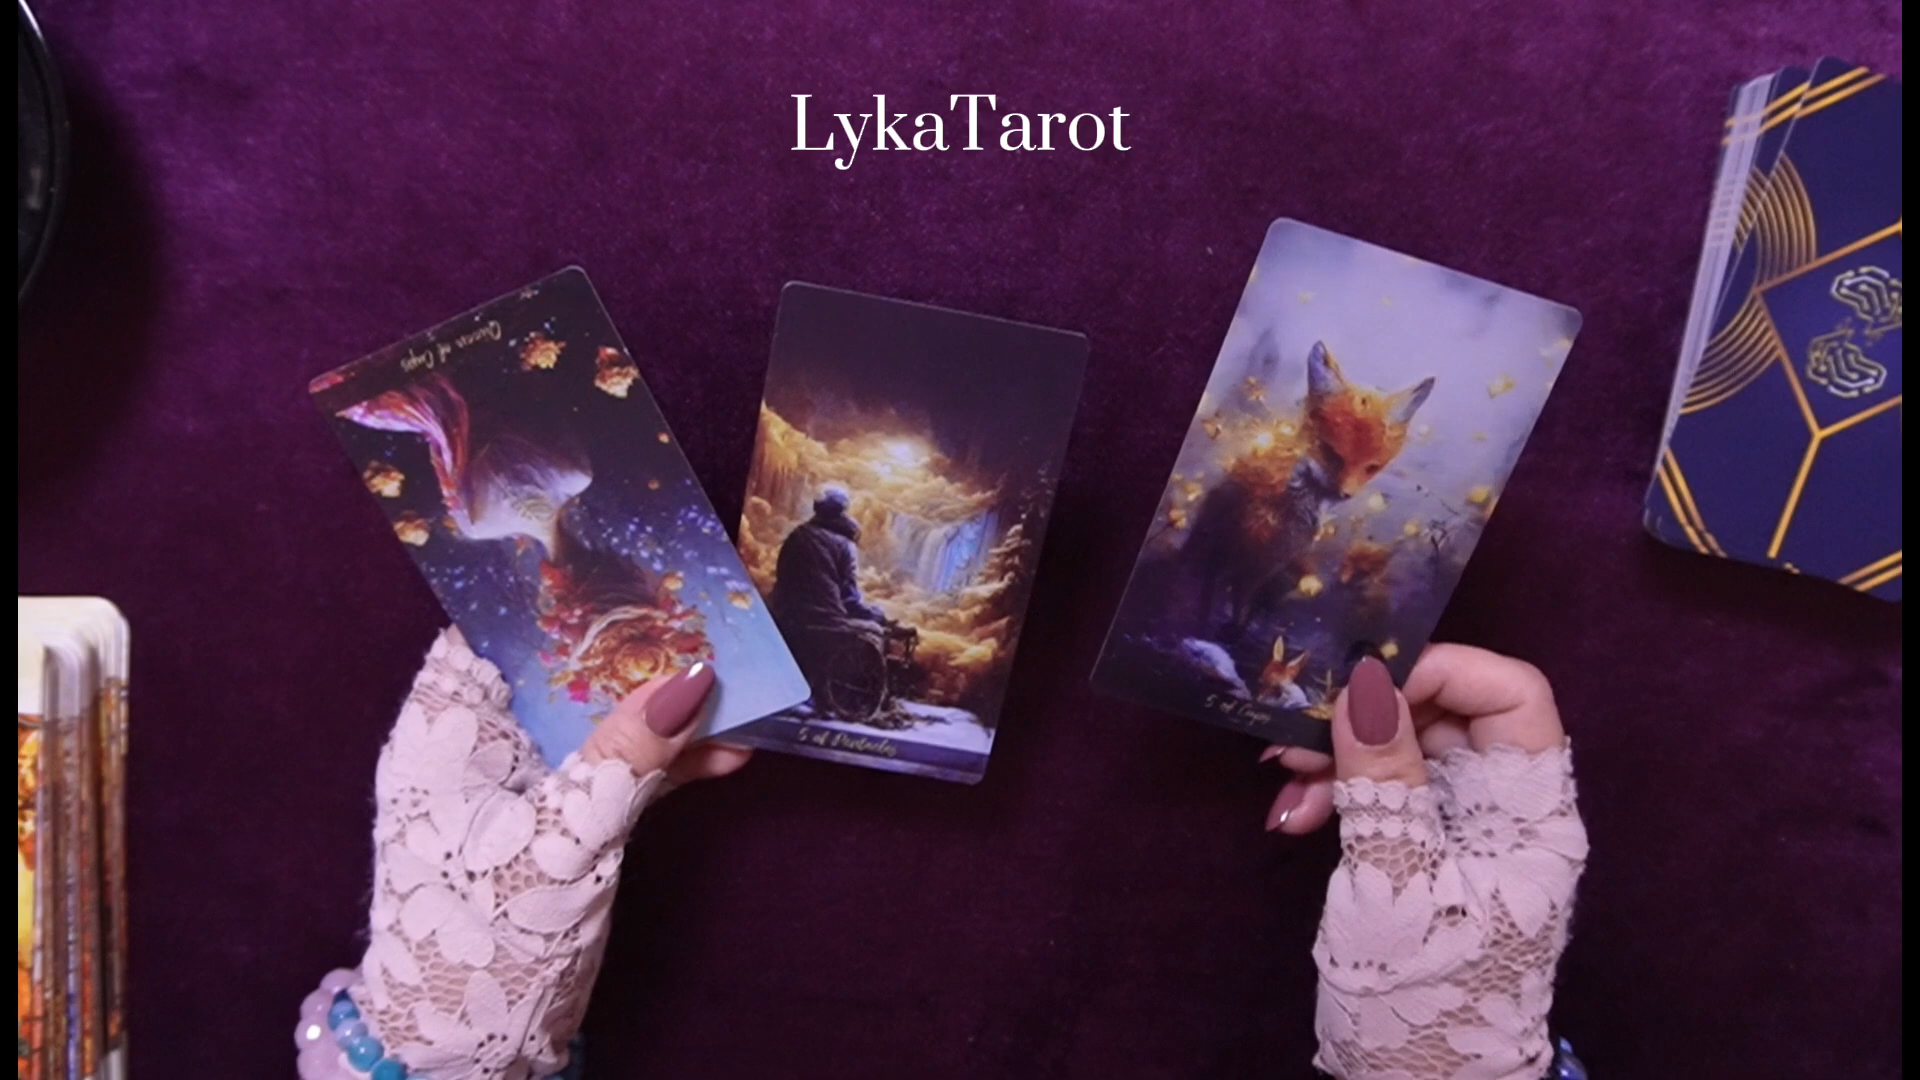 LykaTarot
Queen of Cups
5 of Pentacles
5 of Cups